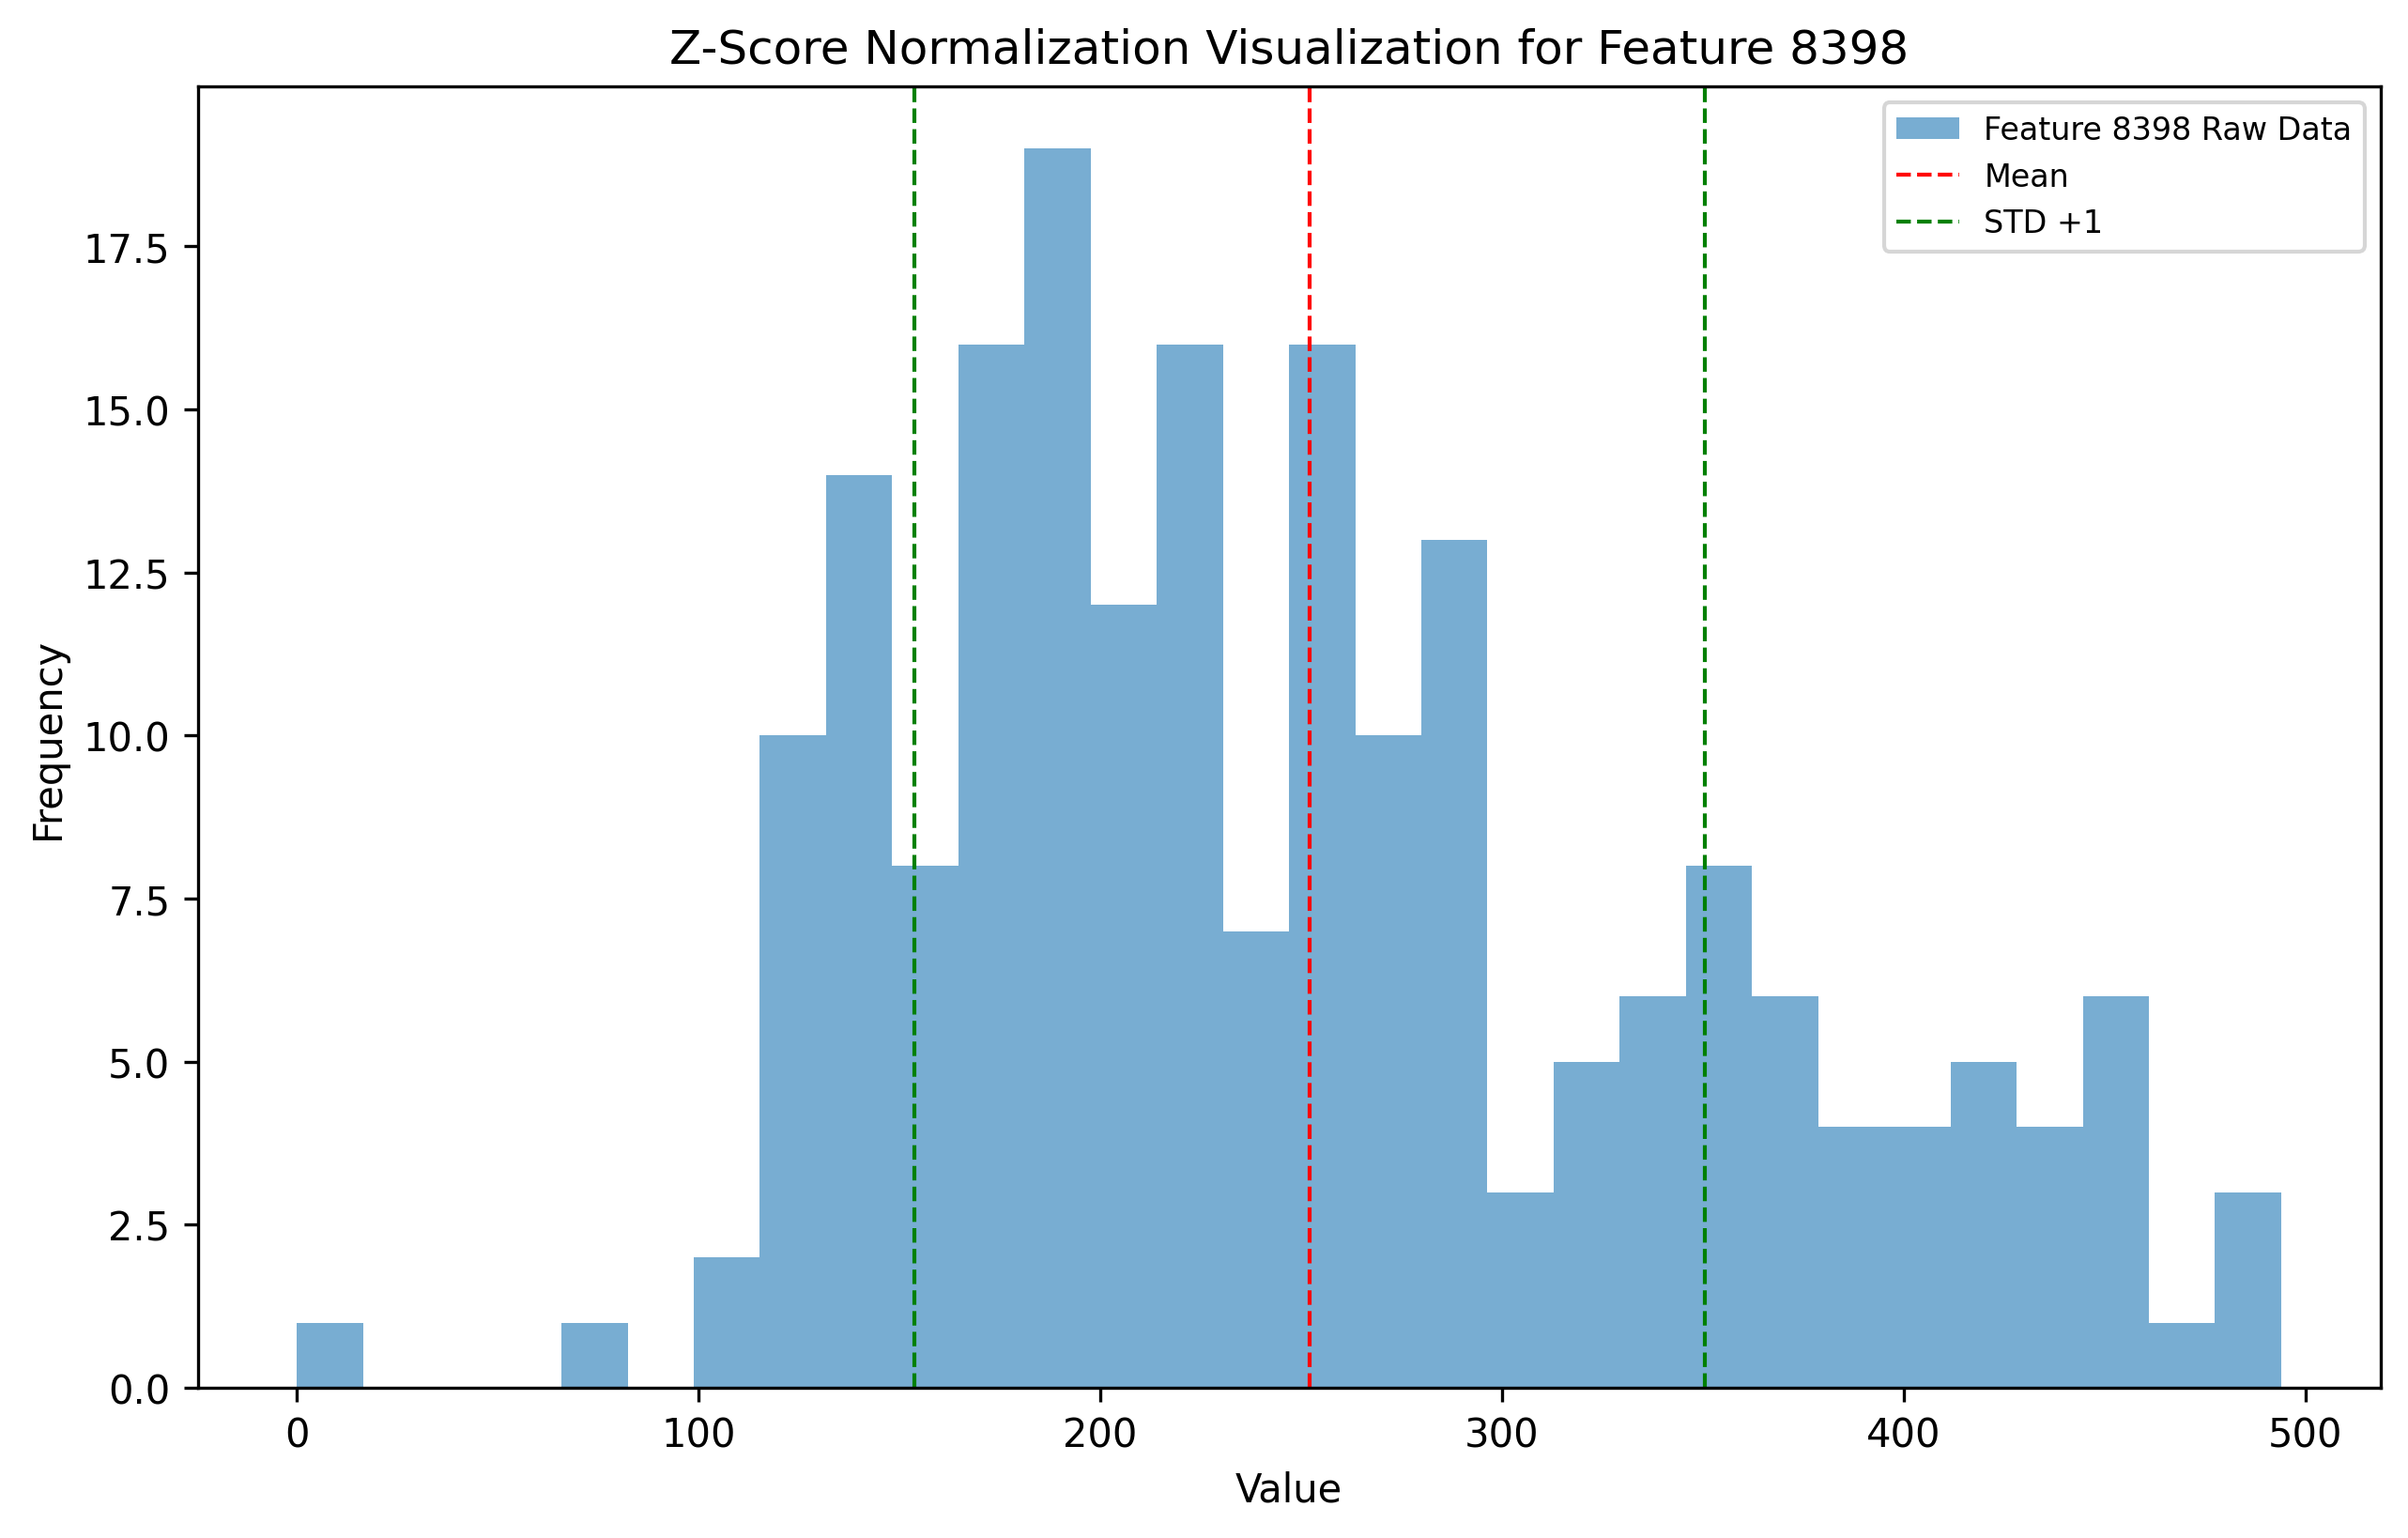 Z-Score Normalization Visualization for Feature 8398
Feature 8398 Raw Data
Mean
STD +1
17.5
15.0
12.5
10.0
7.5
5.0
2.5
0.0
Frequency
0 100 200 300 400 500
Value